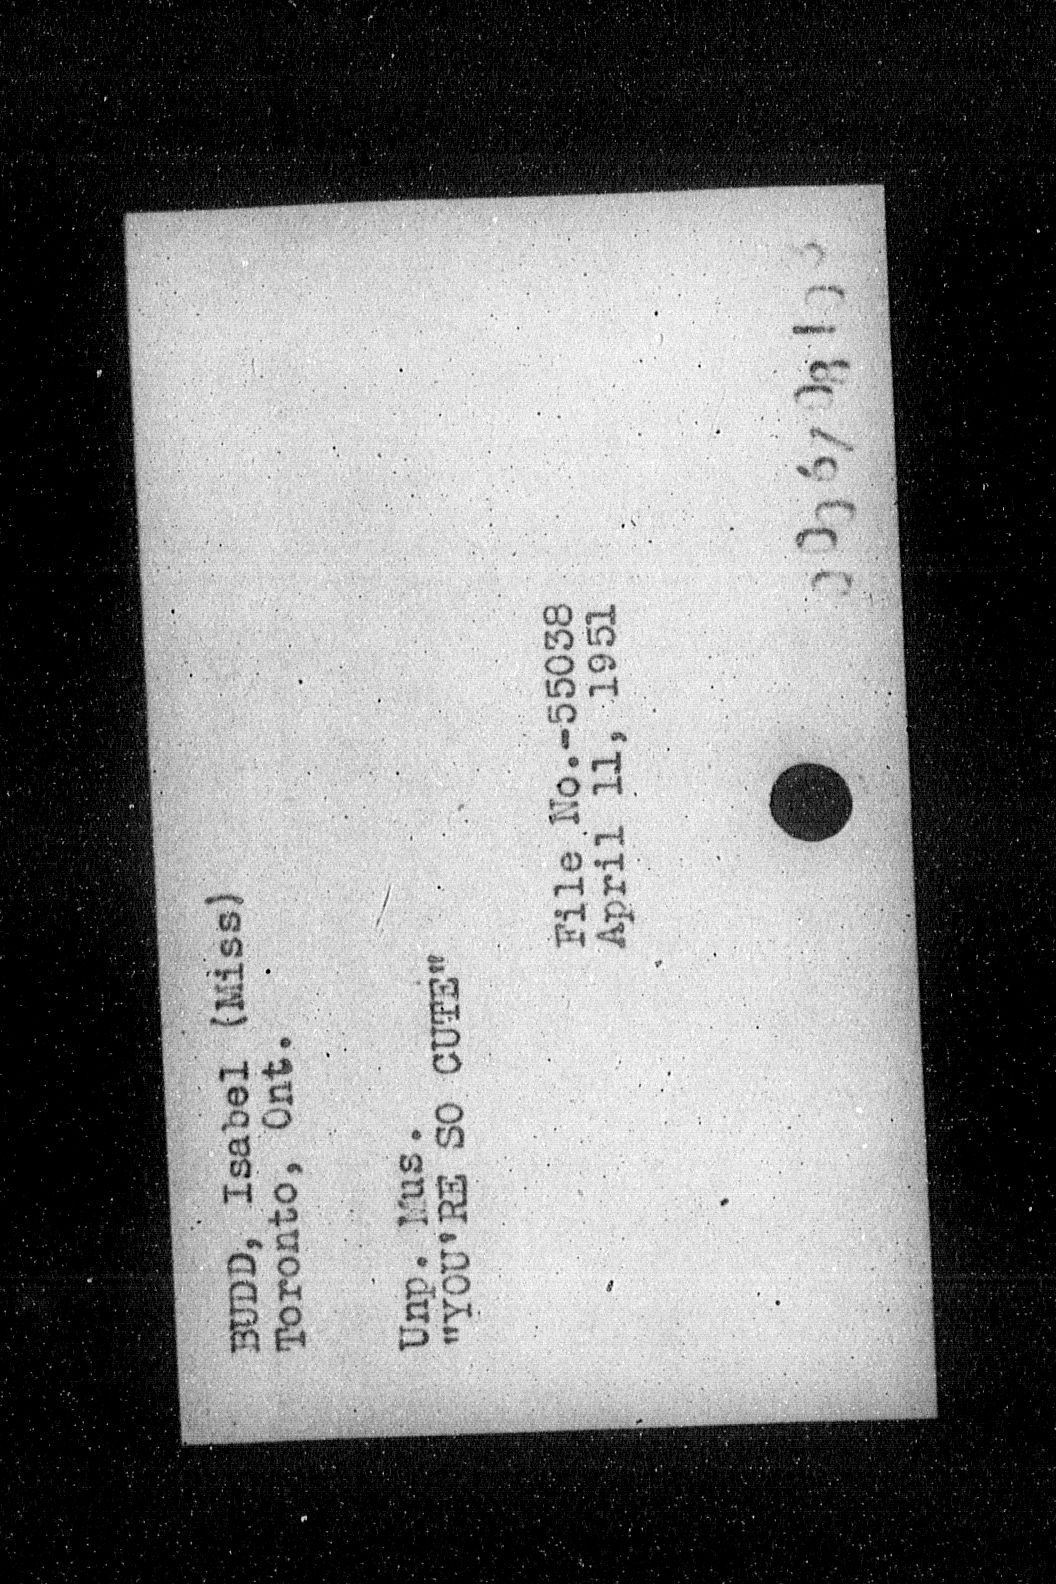 BUDD, Isabel (Miss)
Toronto, Ont.
Unp. Mus.
"YOU'RE SO CUTE"
File No.-55038
April 11, 1951